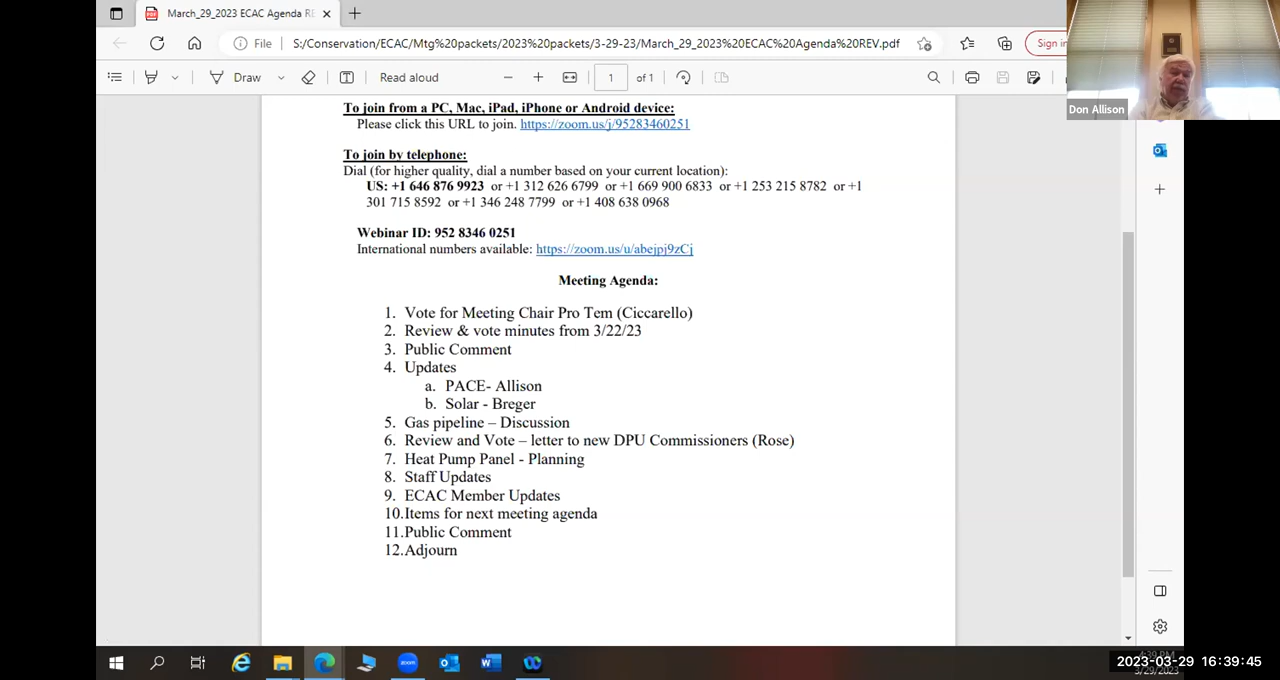 March_29_2023 ECAC Agenda RE
File S:/Consesivation/ECAC/Mtg%20packets/2023%20packets/3-29-23/March_29_2023%20ECAC%20Agenda%20REV.pdf
Sign in
Draw
Read aloud
1 of 1
Don Allison
To join from a PC, Mac, iPad, iPhone or Android device:
Please click this URL to join. https://zoom.us/j/95283460251
To join by telephone:
Dial (for higher quality, dial a number based on your current location):
US: +1 646 876 9923 or +1 312 626 6799 or +1 669 900 6833 or +1 253 215 8782 or +1
301 715 8592 or +1 346 248 7799 or +1 408 638 0968
Webinar ID: 952 8346 0251
International numbers available: https://zoom.us/u/abejpj9zCj
Meeting Agenda:
1. Vote for Meeting Chair Pro Tem (Ciccarello)
2. Review & vote minutes from 3/22/23
3. Public Comment
4. Updates
a. PACE- Allison
b. Solar - Breger
5. Gas pipeline – Discussion
6. Review and Vote – letter to new DPU Commissioners (Rose)
7. Heat Pump Panel - Planning
8. Staff Updates
9. ECAC Member Updates
10.Items for next meeting agenda
11.Public Comment
12.Adjourn
zoom
4:39 PM
2023-03-29 16:39:45
3/29/2023